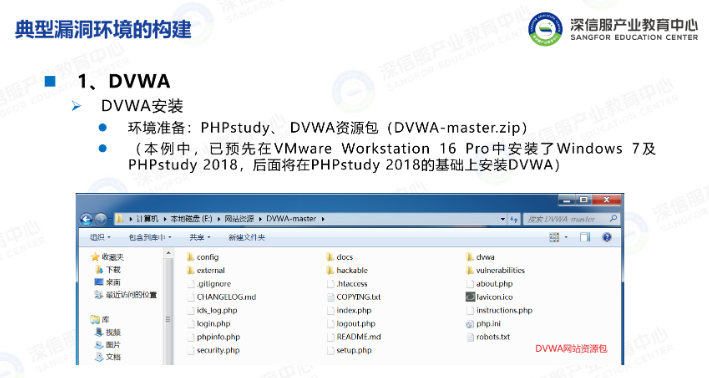 典型漏洞环境的构建
深信服产业教育中心
SANGFOR EDUCATION CENTER
1、DVWA
DVWA安装
环境准备：PHPstudy、 DVWA资源包（DVWA-master.zip）
（本例中，已预先在VMware Workstation 16 Pro中安装了Windows 7及
PHPstudy 2018，后面将在PHPstudy 2018的基础上安装DVWA）
计算机 本地磁盘 (F:) 网站资源 DVWA-master 搜索 DVWA-master
组织 包含到库中 共享 新建文件夹
收藏夹 config docs dvwa
下载 external hackable vulnerabilities
桌面 .gitignore .htaccess about.php
最近访问的位置 CHANGELOG.md COPYING.txt favicon.ico
ids_log.php index.php instructions.php
库 login.php logout.php php.ini
视频 phpinfo.php README.md robots.txt
图片 security.php setup.php
文档
DVWA网站资源包